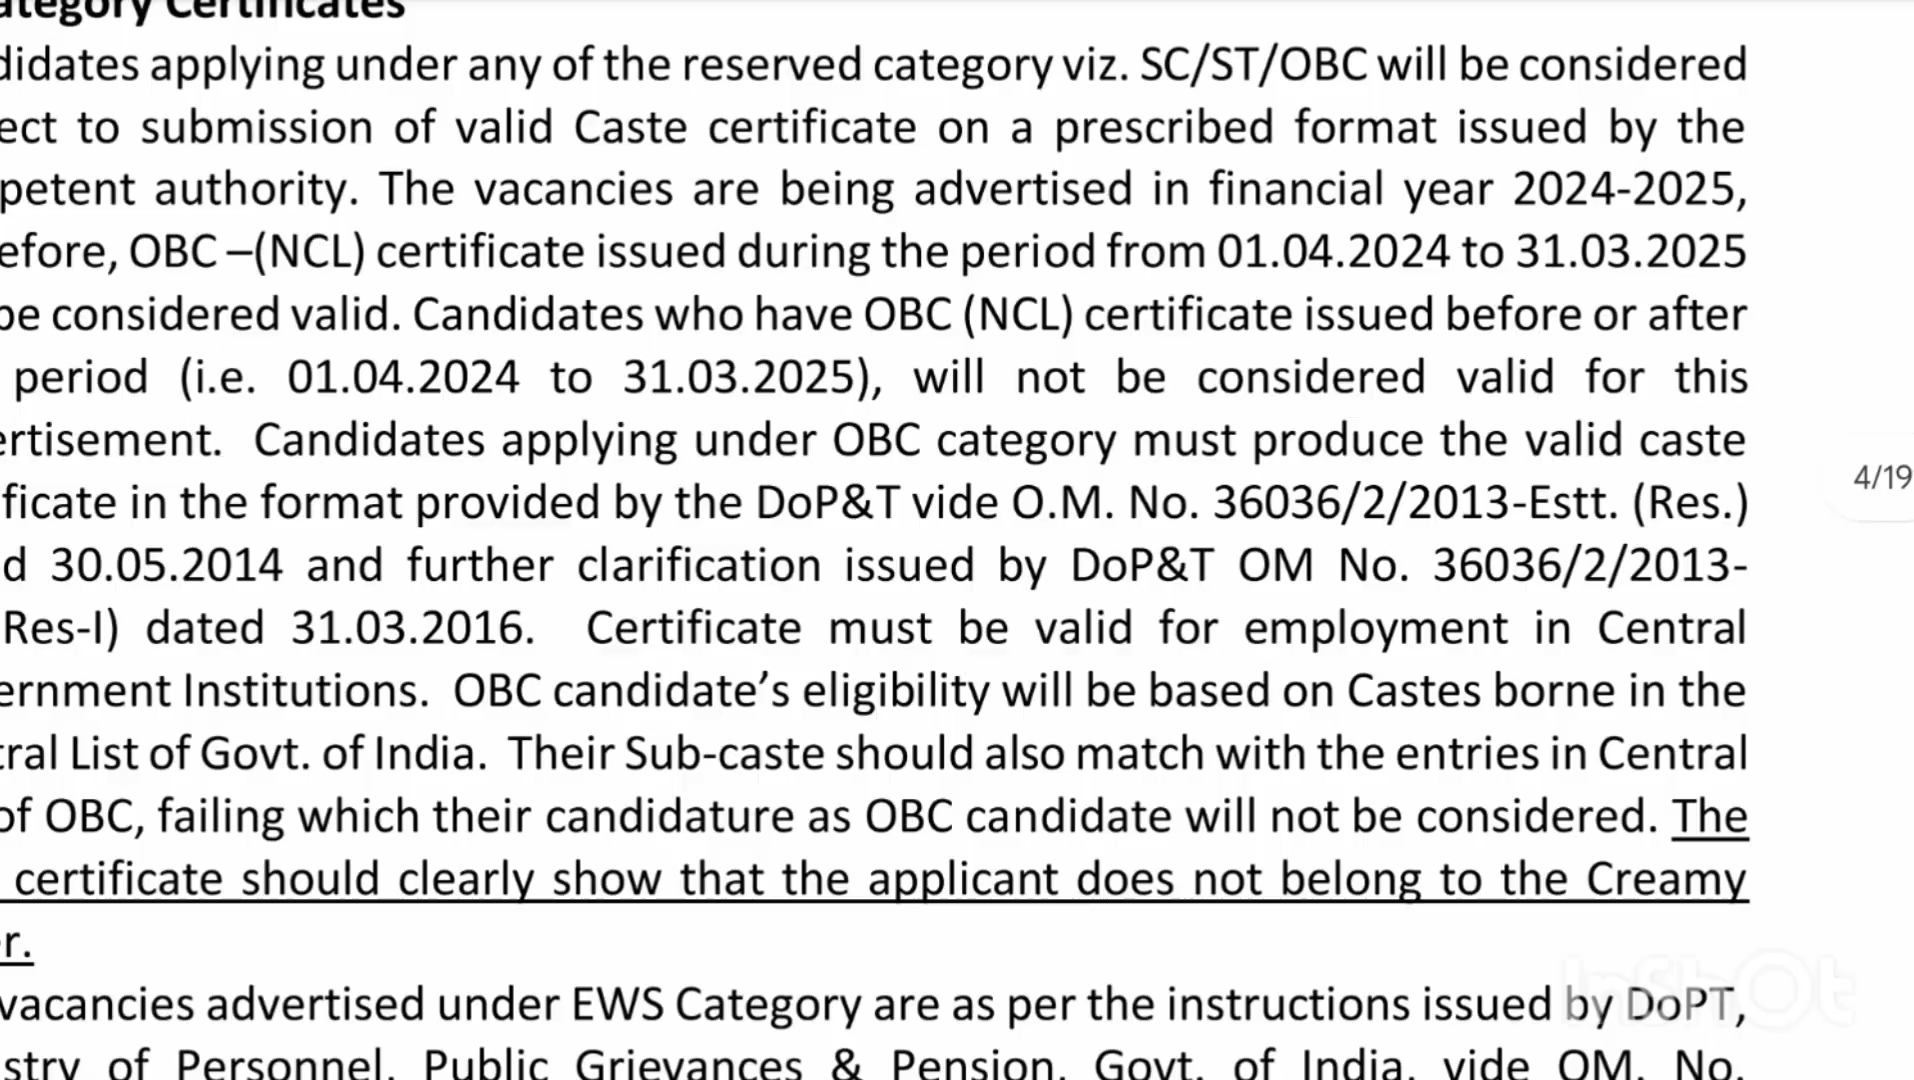 ategory Certificates
didates applying under any of the reserved category viz. SC/ST/OBC will be considered
ect to submission of valid Caste certificate on a prescribed format issued by the
petent authority. The vacancies are being advertised in financial year 2024-2025,
efore, OBC –(NCL) certificate issued during the period from 01.04.2024 to 31.03.2025
be considered valid. Candidates who have OBC (NCL) certificate issued before or after
period (i.e. 01.04.2024 to 31.03.2025), will not be considered valid for this
ertisement. Candidates applying under OBC category must produce the valid caste
4/19
ificate in the format provided by the DoP&T vide O.M. No. 36036/2/2013-Estt. (Res.)
d 30.05.2014 and further clarification issued by DoP&T OM No. 36036/2/2013-
Res-I) dated 31.03.2016. Certificate must be valid for employment in Central
ernment Institutions. OBC candidate’s eligibility will be based on Castes borne in the
tral List of Govt. of India. Their Sub-caste should also match with the entries in Central
of OBC, failing which their candidature as OBC candidate will not be considered. The
certificate should clearly show that the applicant does not belong to the Creamy
er.
vacancies advertised under EWS Category are as per the instructions issued by DoPT,
istry of Personnel, Public Grievances & Pension, Govt. of India, vide OM. No.
InShOt